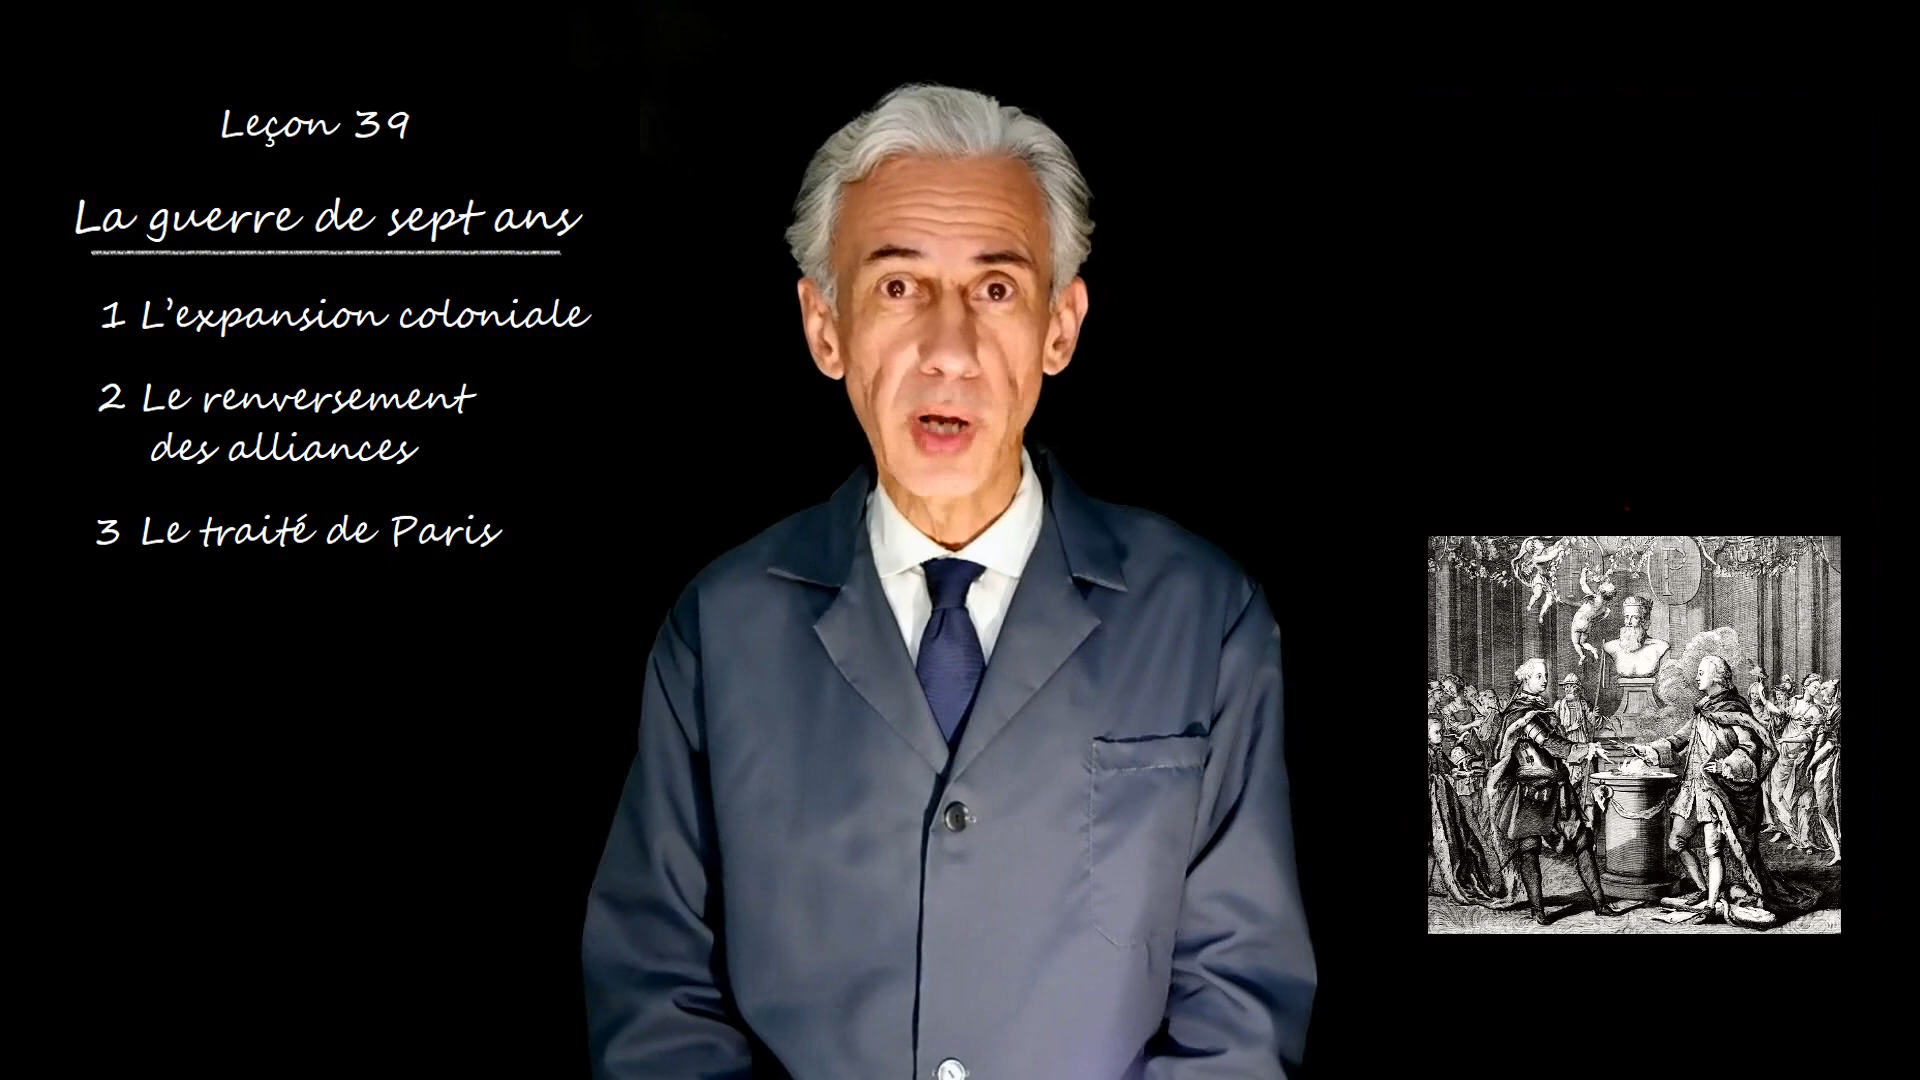 Leçon 39
La guerre de sept ans
1 L'expansion coloniale
2 Le renversement
des alliances
3 Le traité de Paris